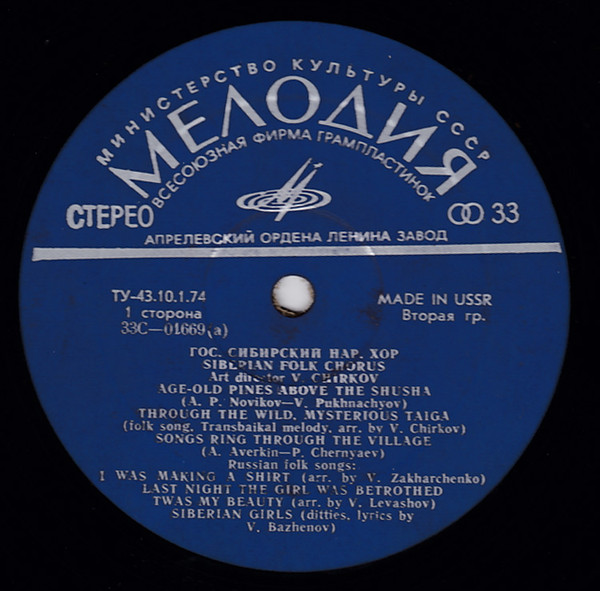 МИНИСТЕРСТВО КУЛЬТУРЫ СССР
МЕЛОДИЯ
ВСЕСОЮЗНАЯ ФИРМА ГРАМПЛАСТИНОК
СТЕРЕО
33
АПРЕЛЕВСКИЙ ОРДЕНА ЛЕНИНА ЗАВОД
ТУ-43.10.1.74
MADE IN USSR
1 сторона
Вторая гр.
33С—01669(а)
ГОС. СИБИРСКИЙ НАР. ХОР
SIBERIAN FOLK CHORUS
Art director V. CHIRKOV
AGE-OLD PINES ABOVE THE SHUSHA
(A. P. Novikov—V. Pukhnachyov)
THROUGH THE WILD, MYSTERIOUS TAIGA
(folk song, Transbaikal melody, arr. by V. Chirkov)
SONGS RING THROUGH THE VILLAGE
(A. Averkin—P. Chernyaev)
Russian folk songs:
I WAS MAKING A SHIRT (arr. by V. Zakharchenko)
LAST NIGHT THE GIRL WAS BETROTHED
TWAS MY BEAUTY (arr. by V. Levashov)
SIBERIAN GIRLS (ditties, lyrics by
V. Bazhenov)